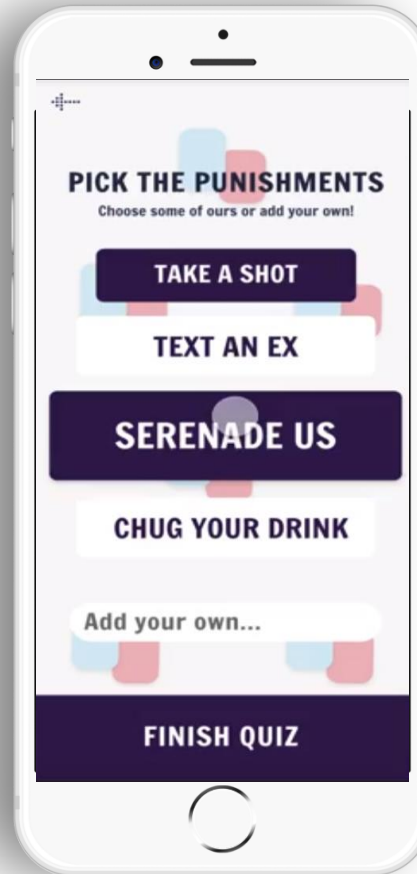 PICK THE PUNISHMENTS
Choose some of ours or add your own!
TAKE A SHOT
TEXT AN EX
SERENADE US
CHUG YOUR DRINK
Add your own...
FINISH QUIZ